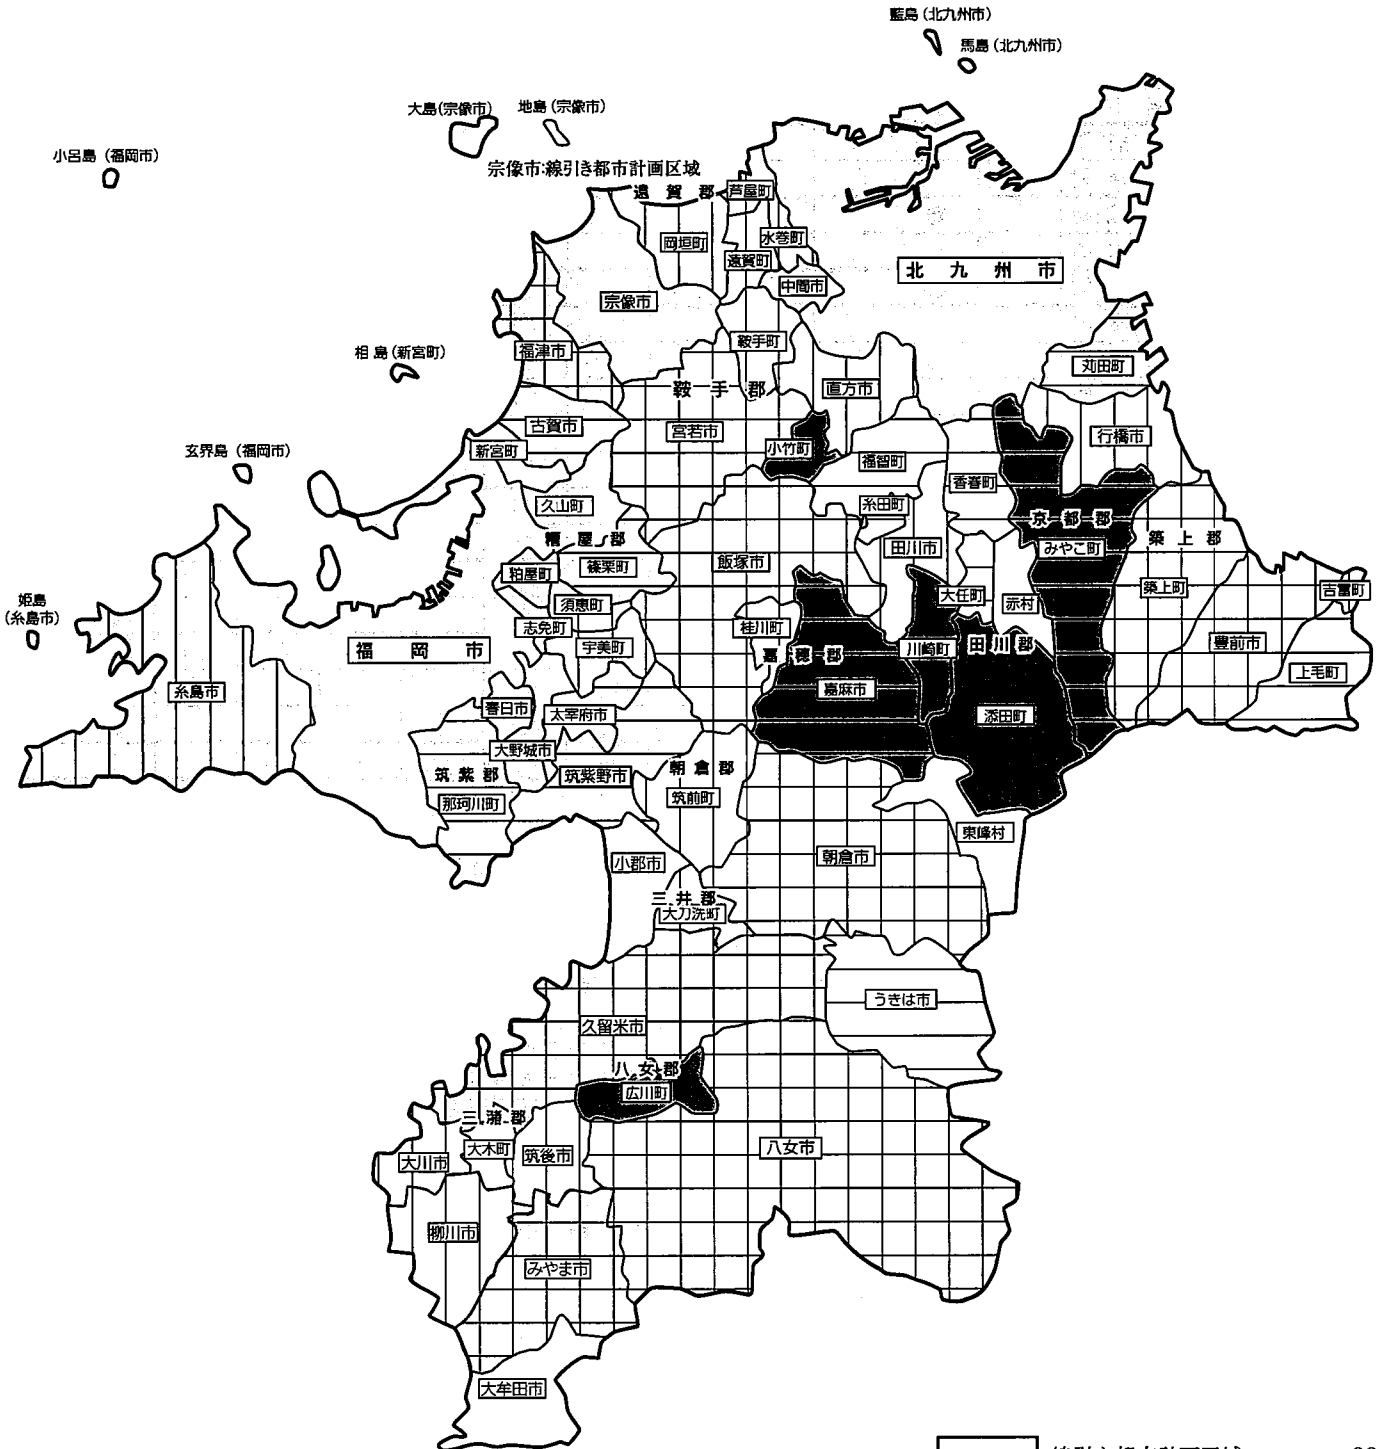 藍島（北九州市）
馬島（北九州市）
大島（宗像市）
地島（宗像市）
小呂島（福岡市）
宗像市:線引き都市計画区域
遠賀郡
芦屋町
岡垣町
水巻町
遠賀町
北九州市
中間市
宗像市
鞍手町
福津市
相島（新宮町）
苅田町
鞍手郡
直方市
古賀市
宮若市
行橋市
新宮町
小竹町
玄界島（福岡市）
福智町
香春町
久山町
糸田町
京都郡
糟屋郡
田川市
みやこ町
築上郡
飯塚市
篠栗町
粕屋町
築上町
吉富町
大任町
姫島
（糸島市）
須恵町
赤村
志免町
桂川町
宇美町
福岡市
嘉穂郡
川崎町
田川郡
豊前市
上毛町
糸島市
嘉麻市
春日市
太宰府市
添田町
大野城市
筑紫郡
筑紫野市
朝倉郡
那珂川町
筑前町
東峰村
小郡市
朝倉市
三井郡
大刀洗町
うきは市
久留米市
八女郡
広川町
三潴郡
大木町
筑後市
八女市
大川市
柳川市
みやま市
大牟田市